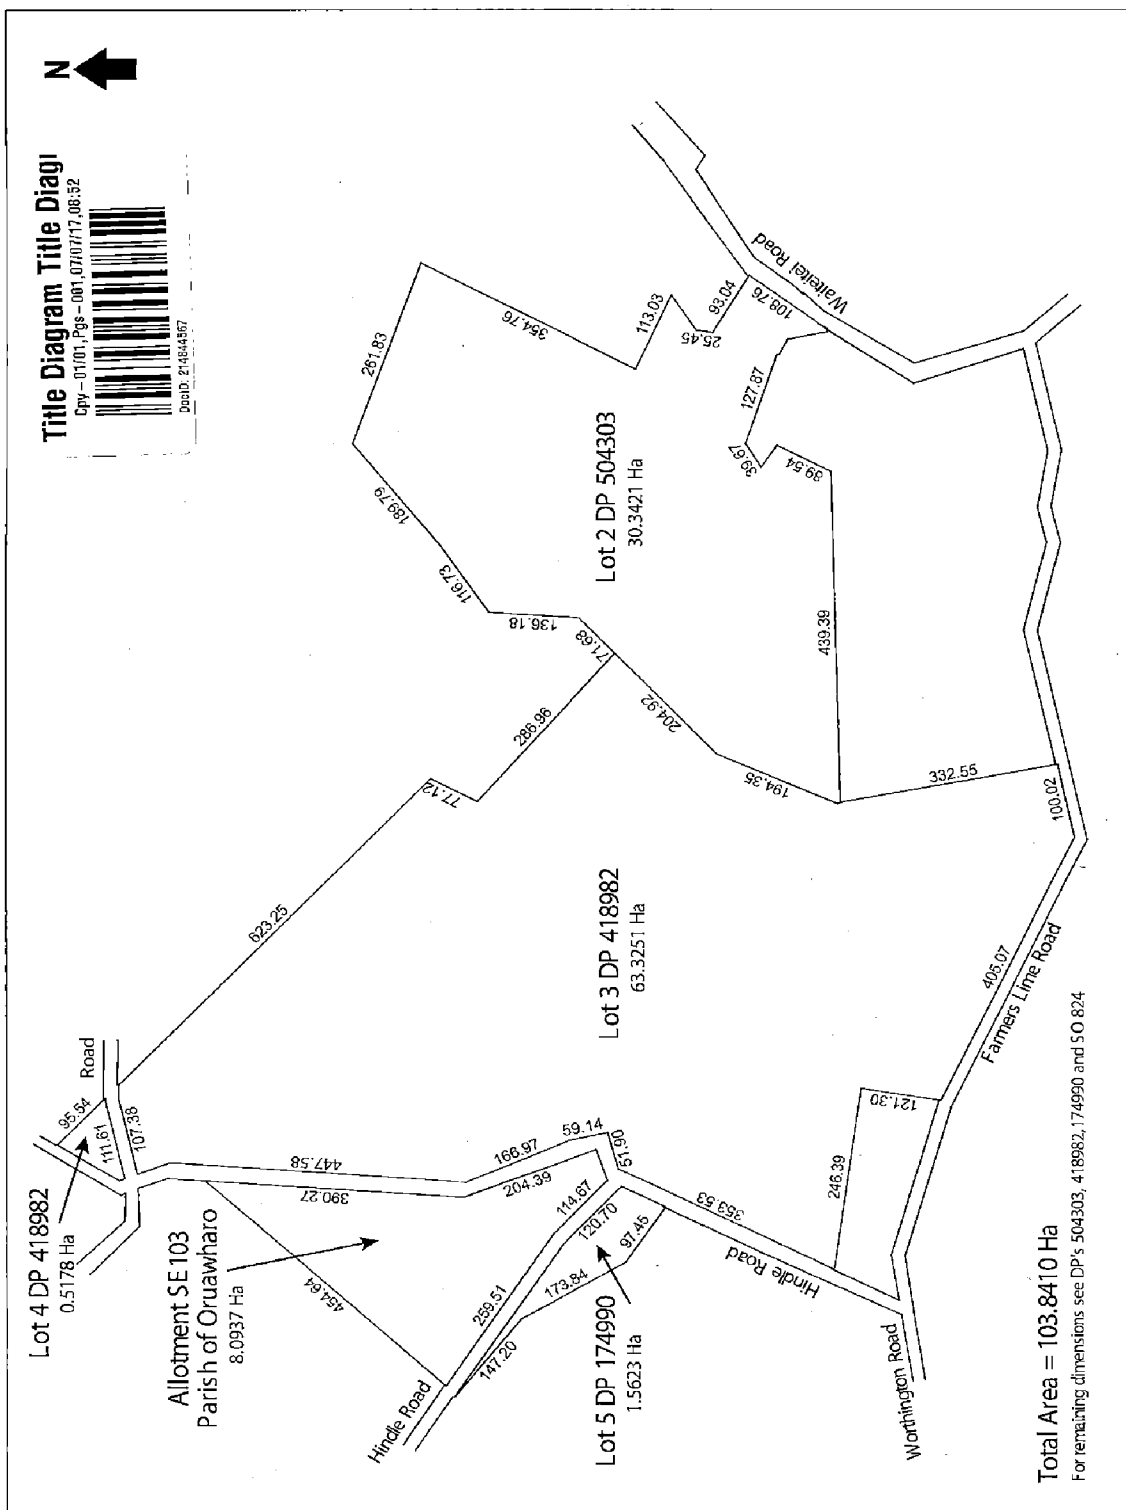 Title Diagram Title Diagr
Cpy - 01/01, Pgs - 001, 07/07/17, 08:52
DocID: 214844567
N
Lot 4 DP 418982
0.5178 Ha
95.54
111.61
107.38
Road
Allotment SE 103
Parish of Oruawharo
8.0937 Ha
447.58
390.27
454.64
166.97
204.39
59.14
51.90
114.67
120.70
259.51
147.20
173.84
97.45
Hindle Road
Lot 5 DP 174990
1.5623 Ha
353.53
Hindle Road
Worthington Road
246.39
121.30
623.25
77.12
286.96
Lot 3 DP 418982
63.3251 Ha
405.07
Farmers Lime Road
100.02
332.55
194.35
204.92
71.68
136.18
116.73
189.79
261.83
354.76
113.03
25.45
93.04
108.76
Waiteitei Road
127.87
39.67
39.54
439.39
Lot 2 DP 504303
30.3421 Ha
Total Area = 103.8410 Ha
For remaining dimensions see DP's 504303, 418982, 174990 and SO 824